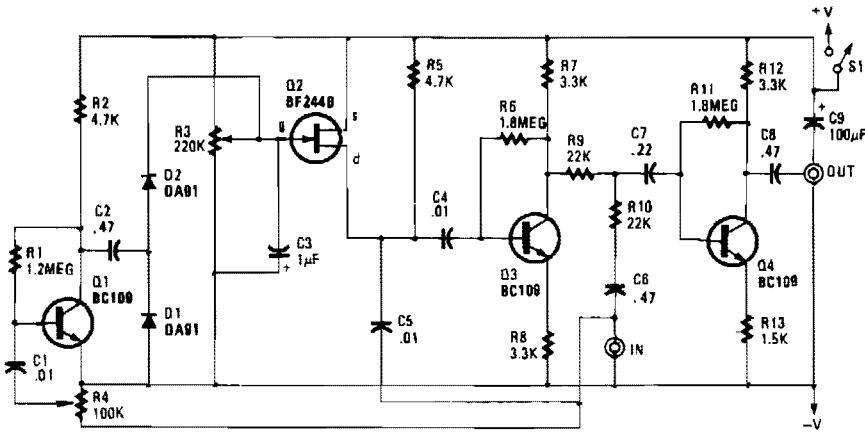 +V
S1
R2
4.7K
Q2
BF244B
s
g
d
R3
220K
R5
4.7K
R7
3.3K
R6
1.8MEG
R12
3.3K
R11
1.8MEG
C9
100µF
+
D2
OA91
C2
.47
R9
22K
C7
.22
C8
.47
OUT
C4
.01
R10
22K
R1
1.2MEG
Q1
BC109
C3
1µF
+
Q3
BC109
Q4
BC109
D1
OA91
C5
.01
C6
.47
C1
.01
R8
3.3K
IN
R13
1.5K
R4
100K
-V